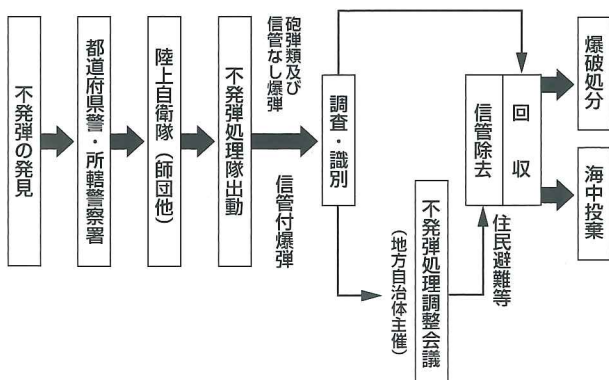 不発弾の発見
都道府県警・所轄警察署
陸上自衛隊（師団他）
不発弾処理隊出動
砲弾類及び
信管なし爆弾
信管付爆弾
調査・識別
不発弾処理調整会議
（地方自治体主催）
住民避難等
信管除去
回収
爆破処分
海中投棄